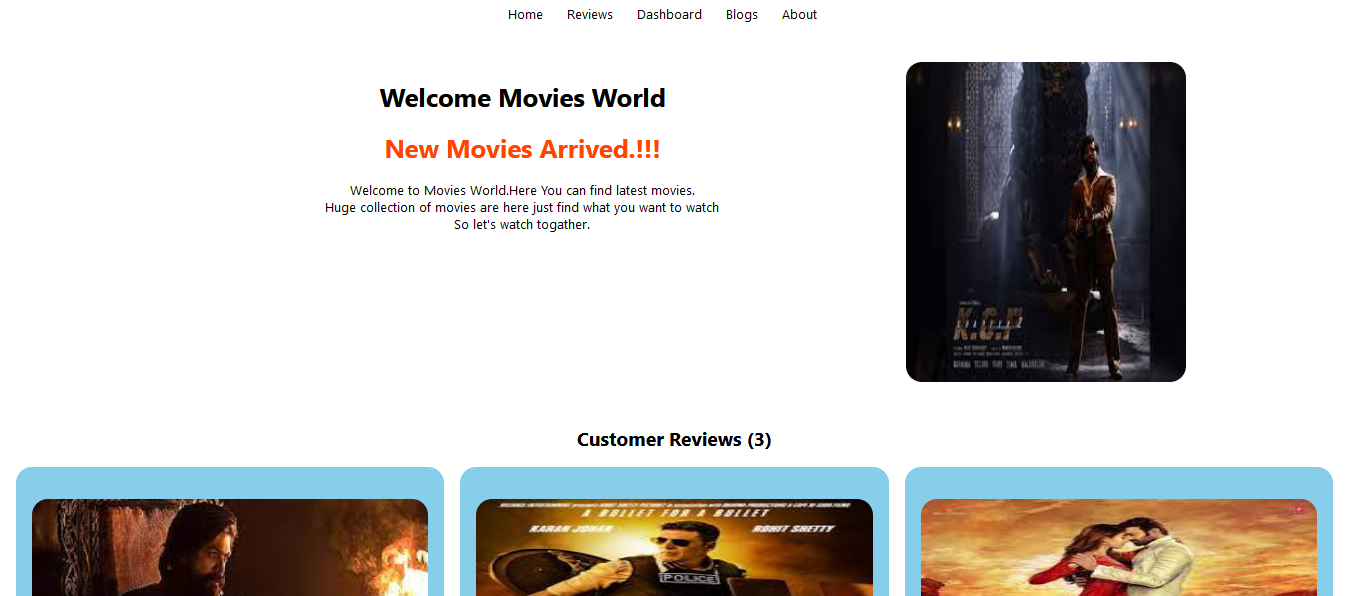 Home Reviews Dashboard Blogs About
Welcome Movies World
New Movies Arrived.!!!
Welcome to Movies World.Here You can find latest movies.
Huge collection of movies are here just find what you want to watch
So let's watch togather.
K.G.F
Customer Reviews (3)
A BULLET FOR A BULLET
KARAN JOHAR ROHIT SHETTY
POLICE